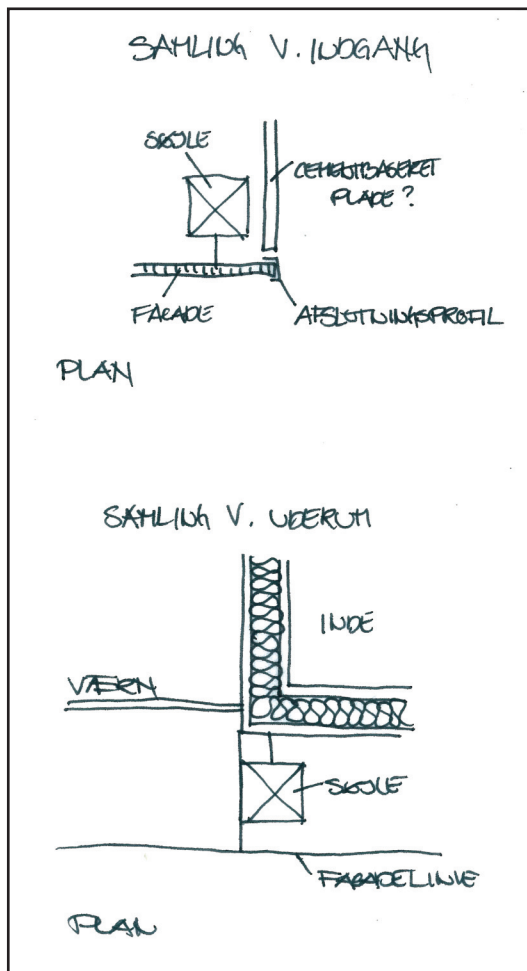 SAMLING V. INDGANG
SØJLE
CEMENTBASERET
PLADE?
FACADE
AFSLUTNINGSPROFIL
PLAN
SAMLING V. UDERUM
INDE
VÆRN
SØJLE
FACADELINIE
PLAN